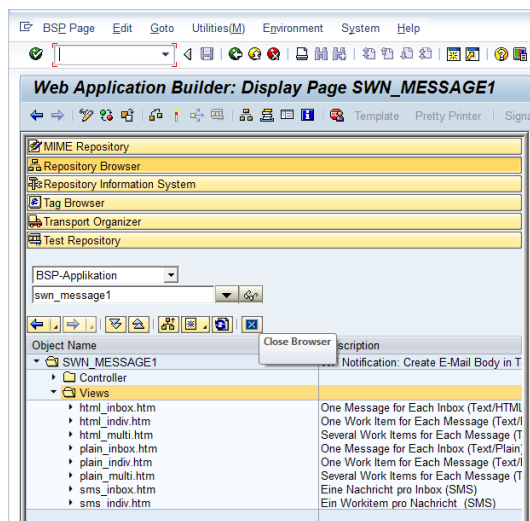 BSP Page Edit Goto Utilities(M) Environment System Help
Web Application Builder: Display Page SWN_MESSAGE1
Template Pretty Printer
MIME Repository
Repository Browser
Repository Information System
Tag Browser
Transport Organizer
Test Repository
BSP-Applikation
swn_message1
Close Browser
Object Name
SWN_MESSAGE1 Notification: Create E-Mail Body in T
Controller
Views
html_inbox.htm One Message for Each Inbox (Text/HTML
html_indiv.htm One Work Item for Each Message (Text/
html_multi.htm Several Work Items for Each Message (T
plain_inbox.htm One Message for Each Inbox (Text/Plain
plain_indiv.htm One Work Item for Each Message (Text/
plain_multi.htm Several Work Items for Each Message (T
sms_inbox.htm Eine Nachricht pro Inbox (SMS)
sms_indiv.htm Ein Workitem pro Nachricht (SMS)